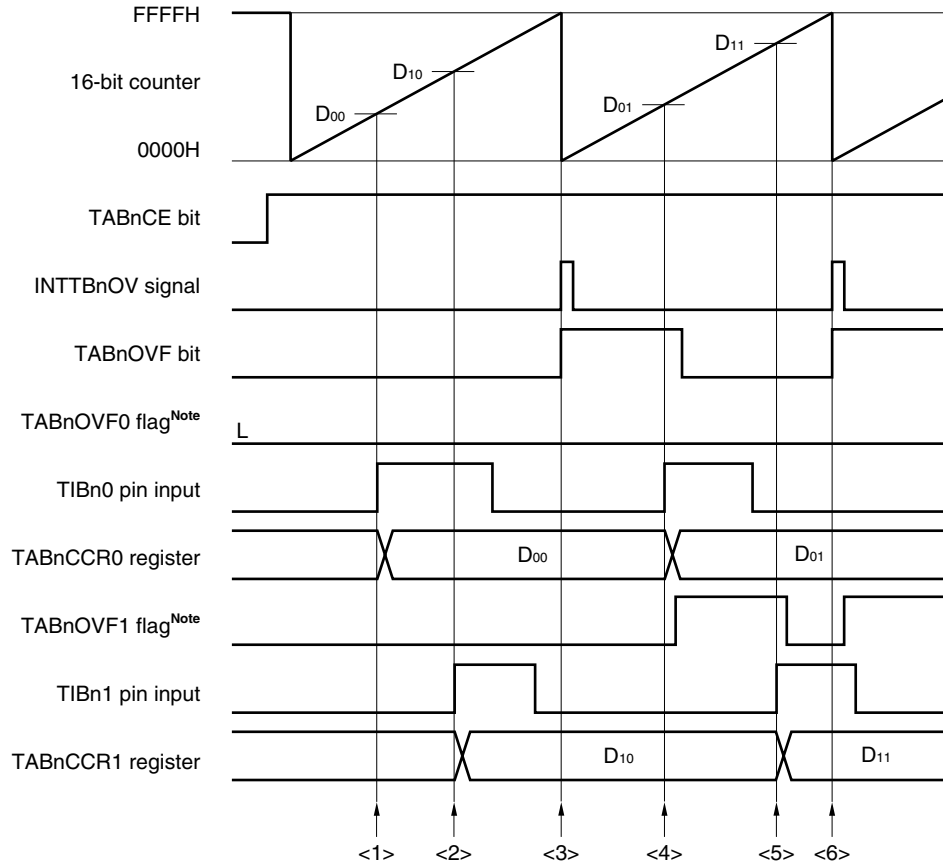 FFFFH
16-bit counter
0000H
D00
D10
D01
D11
TABnCE bit
INTTBnOV signal
TABnOVF bit
TABnOVF0 flagNote
L
TIBn0 pin input
TABnCCR0 register
D00
D01
TABnOVF1 flagNote
TIBn1 pin input
TABnCCR1 register
D10
D11
<1> <2> <3> <4> <5> <6>